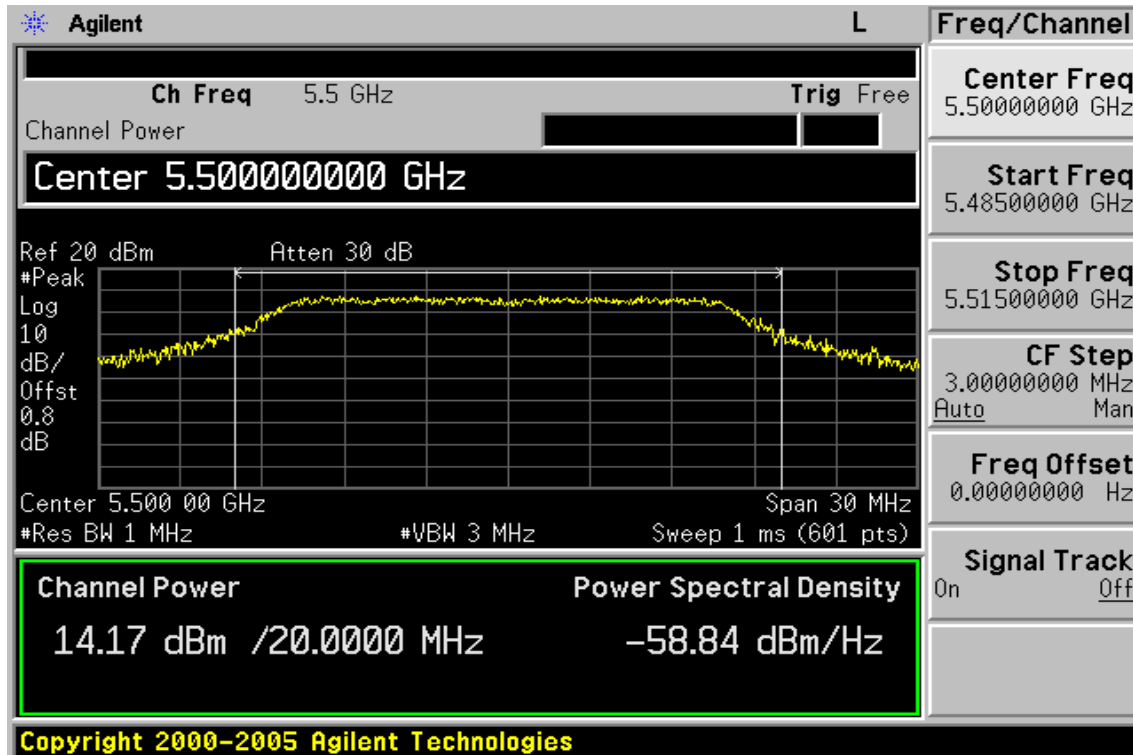 Agilent L
Ch Freq 5.5 GHz Trig Free
Channel Power
Center 5.500000000 GHz
Ref 20 dBm Atten 30 dB
#Peak
Log
10
dB/
Offst
0.8
dB
Center 5.500 00 GHz Span 30 MHz
#Res BW 1 MHz #VBW 3 MHz Sweep 1 ms (601 pts)
Channel Power Power Spectral Density
14.17 dBm /20.0000 MHz -58.84 dBm/Hz
Copyright 2000-2005 Agilent Technologies
Freq/Channel
Center Freq
5.50000000 GHz
Start Freq
5.48500000 GHz
Stop Freq
5.51500000 GHz
CF Step
3.00000000 MHz
Auto Man
Freq Offset
0.00000000 Hz
Signal Track
On Off